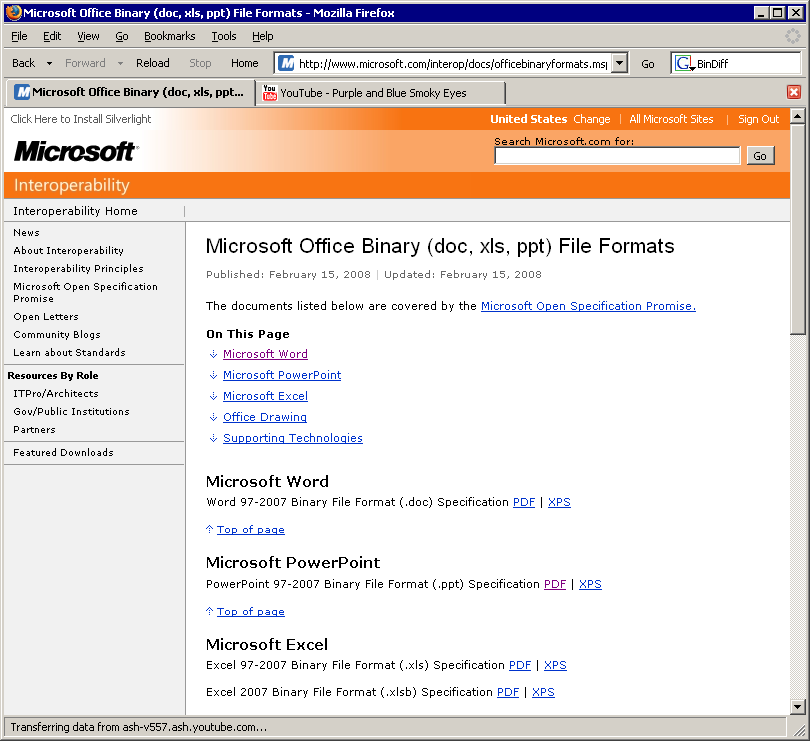 Microsoft Office Binary (doc, xls, ppt) File Formats - Mozilla Firefox
File Edit View Go Bookmarks Tools Help
Back Forward Reload Stop Home http://www.microsoft.com/interop/docs/officebinaryformats.msp Go BinDiff
Microsoft Office Binary (doc, xls, ppt... YouTube - Purple and Blue Smoky Eyes
Click Here to Install Silverlight United States Change | All Microsoft Sites | Sign Out
Microsoft
Search Microsoft.com for:
Go
Interoperability
Interoperability Home |
News
About Interoperability
Interoperability Principles
Microsoft Open Specification
Promise
Open Letters
Community Blogs
Learn about Standards
Resources By Role
ITPro/Architects
Gov/Public Institutions
Partners
Featured Downloads
Microsoft Office Binary (doc, xls, ppt) File Formats
Published: February 15, 2008 | Updated: February 15, 2008
The documents listed below are covered by the Microsoft Open Specification Promise.
On This Page
Microsoft Word
Microsoft PowerPoint
Microsoft Excel
Office Drawing
Supporting Technologies
Microsoft Word
Word 97-2007 Binary File Format (.doc) Specification PDF | XPS
Top of page
Microsoft PowerPoint
PowerPoint 97-2007 Binary File Format (.ppt) Specification PDF | XPS
Top of page
Microsoft Excel
Excel 97-2007 Binary File Format (.xls) Specification PDF | XPS
Excel 2007 Binary File Format (.xlsb) Specification PDF | XPS
Transferring data from ash-v557.ash.youtube.com...